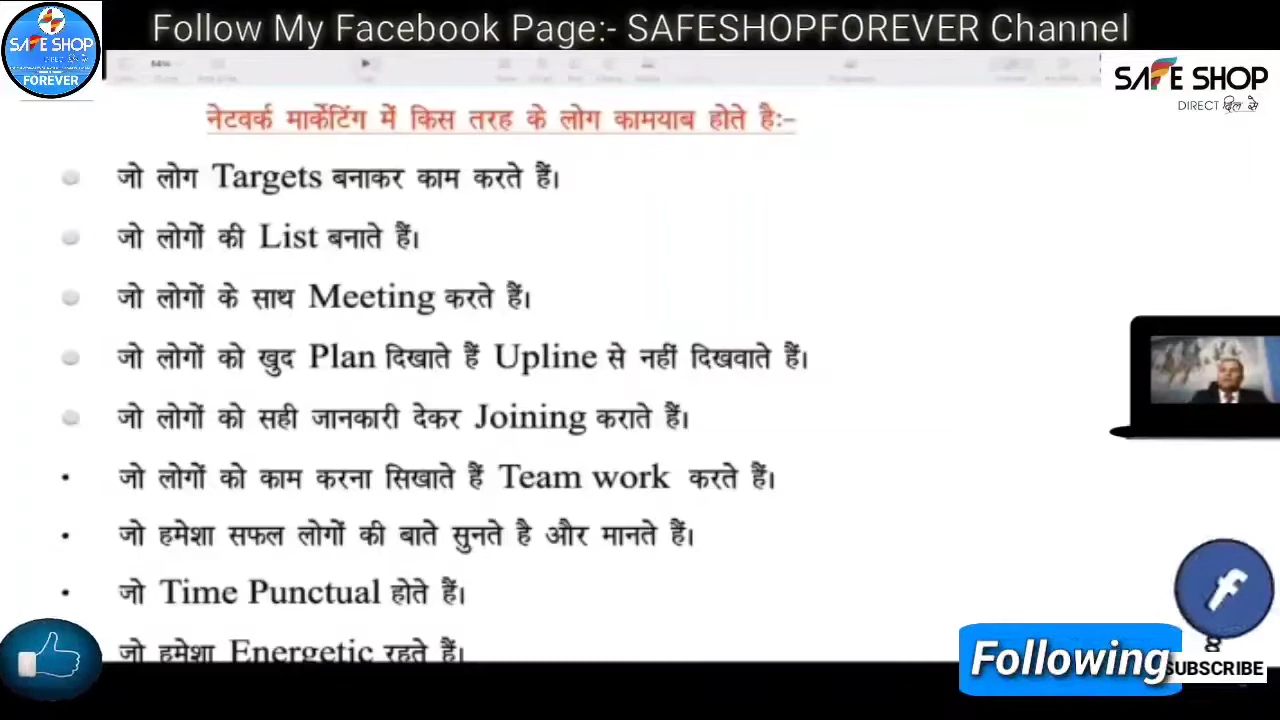 Follow My Facebook Page:- SAFESHOPFOREVER Channel
SAFE SHOP
FOREVER
SAFE SHOP
DIRECT दिल से
नेटवर्क मार्केटिंग में किस तरह के लोग कामयाब होते है:-
जो लोग Targets बनाकर काम करते हैं।
जो लोगों की List बनाते हैं।
जो लोगों के साथ Meeting करते हैं।
जो लोगों को खुद Plan दिखाते हैं Upline से नहीं दिखवाते हैं।
जो लोगों को सही जानकारी देकर Joining कराते हैं।
जो लोगों को काम करना सिखाते हैं Team work करते हैं।
जो हमेशा सफल लोगों की बाते सुनते है और मानते हैं।
जो Time Punctual होते हैं।
जो हमेशा Energetic रहते हैं।
Following
SUBSCRIBE